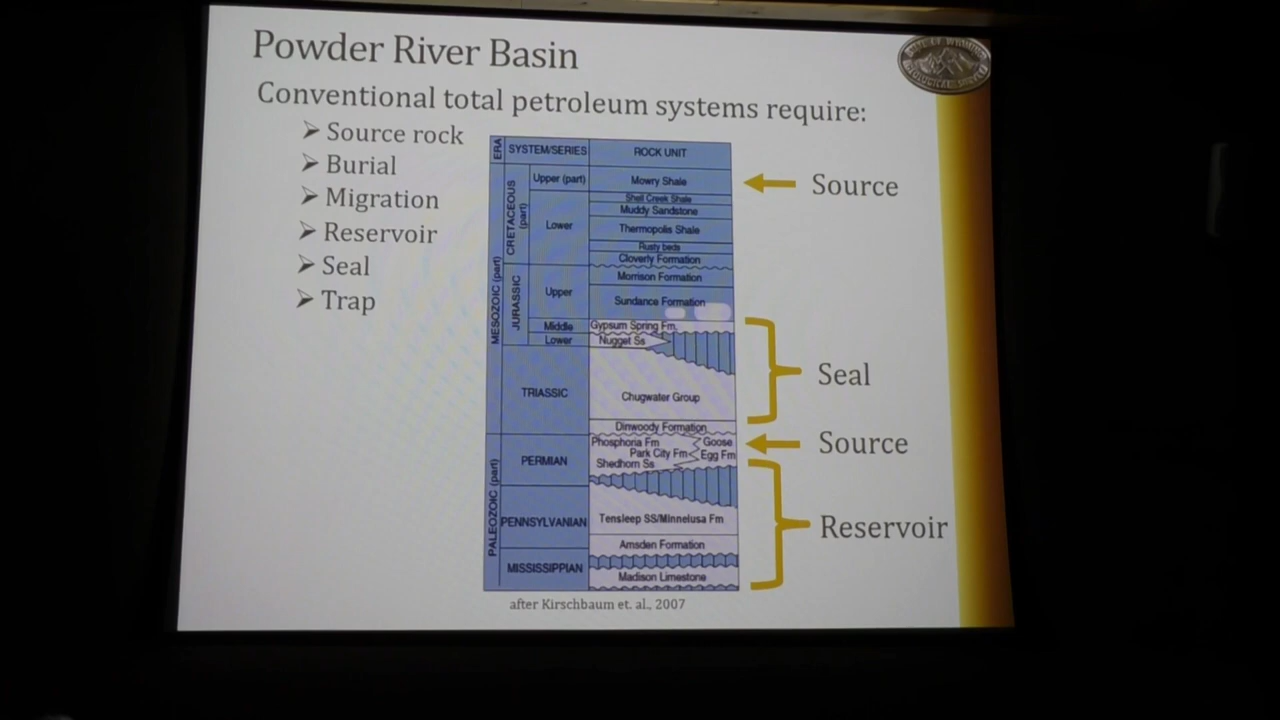 Powder River Basin
Conventional total petroleum systems require:
➢ Source rock
➢ Burial
➢ Migration
➢ Reservoir
➢ Seal
➢ Trap
ERA
SYSTEM/SERIES
ROCK UNIT
MESOZOIC (part)
CRETACEOUS (part)
Upper (part)
Mowry Shale
Source
Lower
Shell Creek Shale
Muddy Sandstone
Thermopolis Shale
Rusty beds
Cloverly Formation
JURASSIC
Upper
Morrison Formation
Sundance Formation
Middle
Gypsum Spring Fm.
Lower
Nugget Ss
Seal
TRIASSIC
Chugwater Group
Dinwoody Formation
PALEOZOIC (part)
PERMIAN
Phosphoria Fm
Park City Fm
Shedhorn Ss
Goose
Egg Fm
Source
PENNSYLVANIAN
Tensleep SS/Minnelusa Fm
Amsden Formation
Reservoir
MISSISSIPPIAN
Madison Limestone
after Kirschbaum et. al., 2007